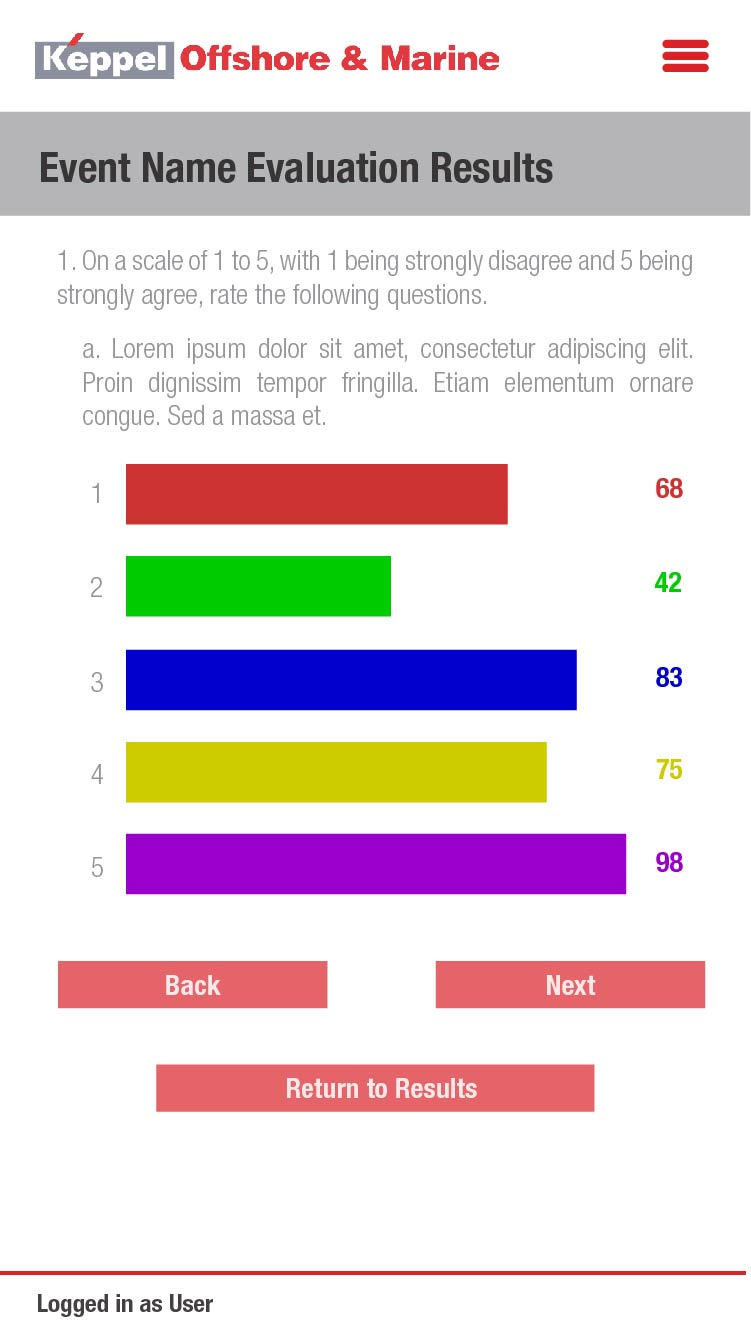 Keppel Offshore & Marine
Event Name Evaluation Results
1. On a scale of 1 to 5, with 1 being strongly disagree and 5 being
strongly agree, rate the following questions.
a. Lorem ipsum dolor sit amet, consectetur adipiscing elit.
Proin dignissim tempor fringilla. Etiam elementum ornare
congue. Sed a massa et.
1 68
2 42
3 83
4 75
5 98
Back Next
Return to Results
Logged in as User